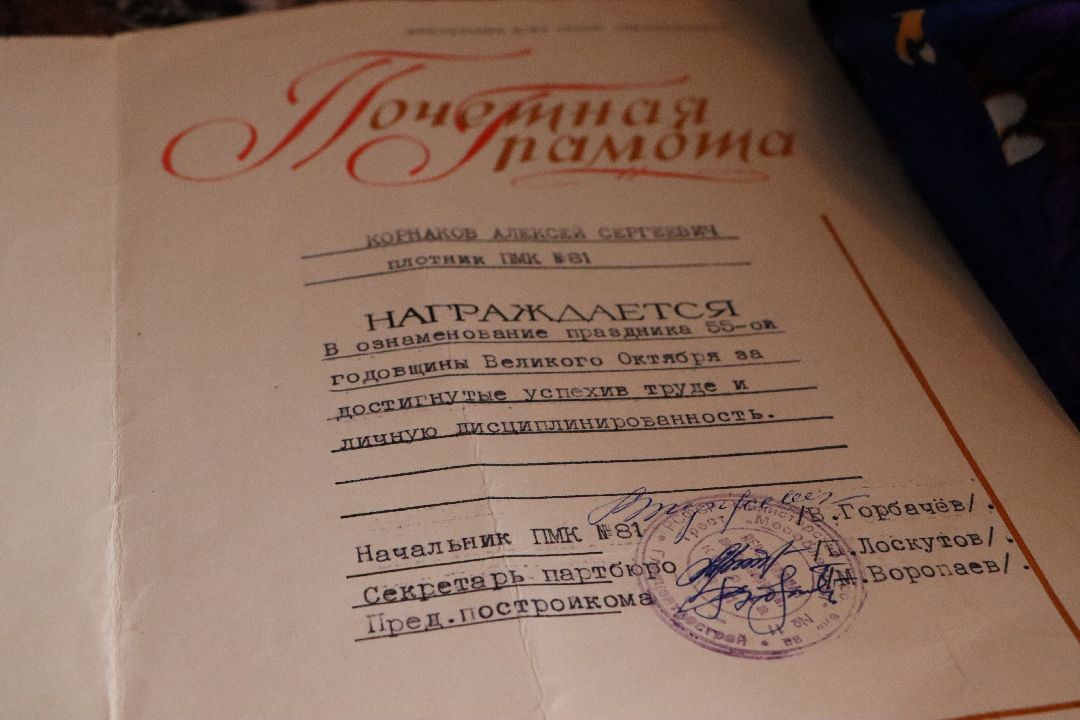 Почетная
Грамота
КОРНАКОВ АЛЕКСЕЙ СЕРГЕЕВИЧ
плотник ПМК №81
НАГРАЖДАЕТСЯ
В ознаменование праздника 55-ой
годовщины Великого Октября за
достигнутые успехив труде и
личную дисциплинированность.
Начальник ПМК №81 /В.Горбачёв/.
Секретарь партбюро Лоскутов/.
Пред.постройкома /М.Воропаев/.